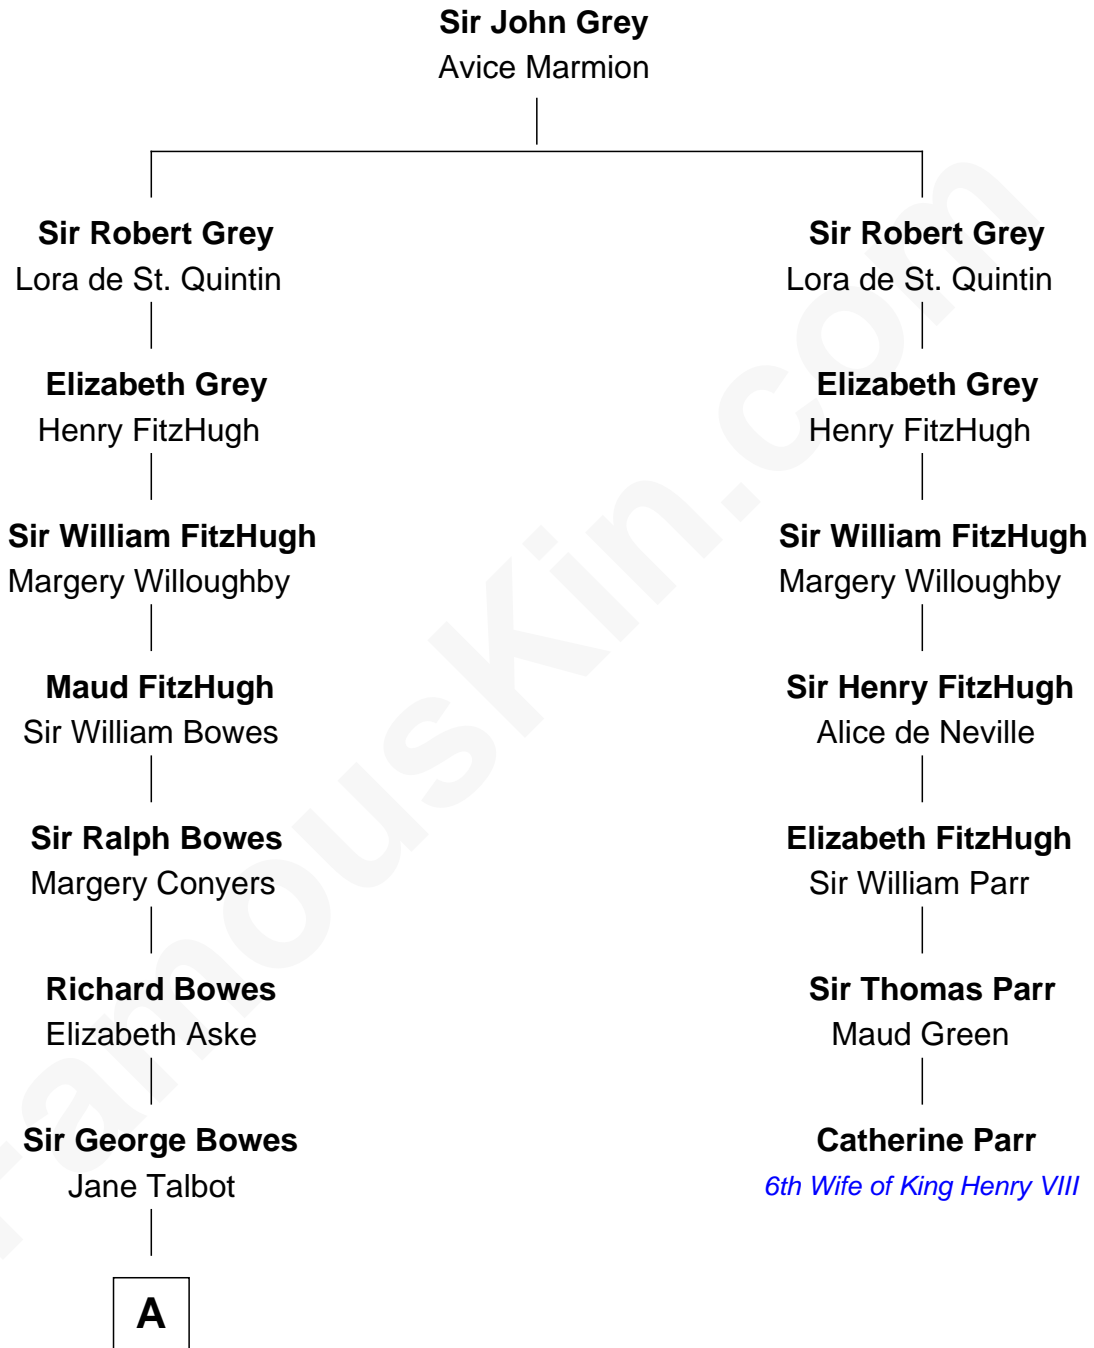 Sir John Grey
Avice Marmion
Sir Robert Grey
Lora de St. Quintin
Sir Robert Grey
Lora de St. Quintin
Elizabeth Grey
Henry FitzHugh
Elizabeth Grey
Henry FitzHugh
Sir William FitzHugh
Margery Willoughby
Sir William FitzHugh
Margery Willoughby
Maud FitzHugh
Sir William Bowes
Sir Henry FitzHugh
Alice de Neville
Sir Ralph Bowes
Margery Conyers
Elizabeth FitzHugh
Sir William Parr
Richard Bowes
Elizabeth Aske
Sir Thomas Parr
Maud Green
Sir George Bowes
Jane Talbot
Catherine Parr
6th Wife of King Henry VIII
A
FamousKin.com